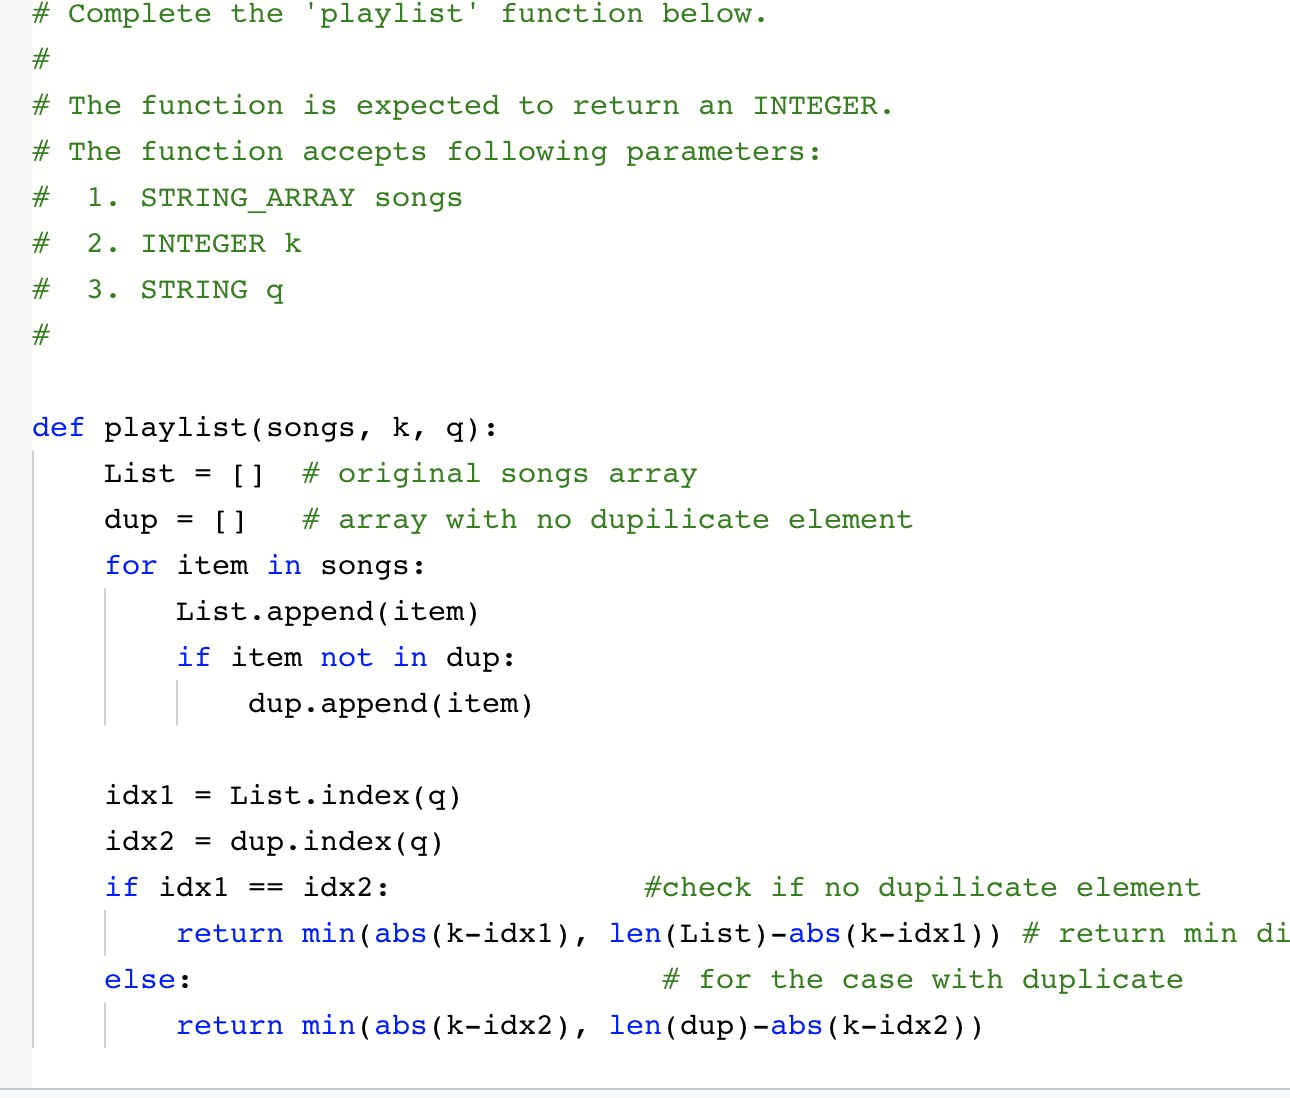 # Complete the 'playlist' function below.
#
# The function is expected to return an INTEGER.
# The function accepts following parameters:
#  1. STRING_ARRAY songs
#  2. INTEGER k
#  3. STRING q
#
def playlist(songs, k, q):
    List = []  # original songs array
    dup = []   # array with no dupilicate element
    for item in songs:
        List.append(item)
        if item not in dup:
            dup.append(item)
    idx1 = List.index(q)
    idx2 = dup.index(q)
    if idx1 == idx2:              #check if no dupilicate element
        return min(abs(k-idx1), len(List)-abs(k-idx1)) # return min di
    else:                          # for the case with duplicate
        return min(abs(k-idx2), len(dup)-abs(k-idx2))